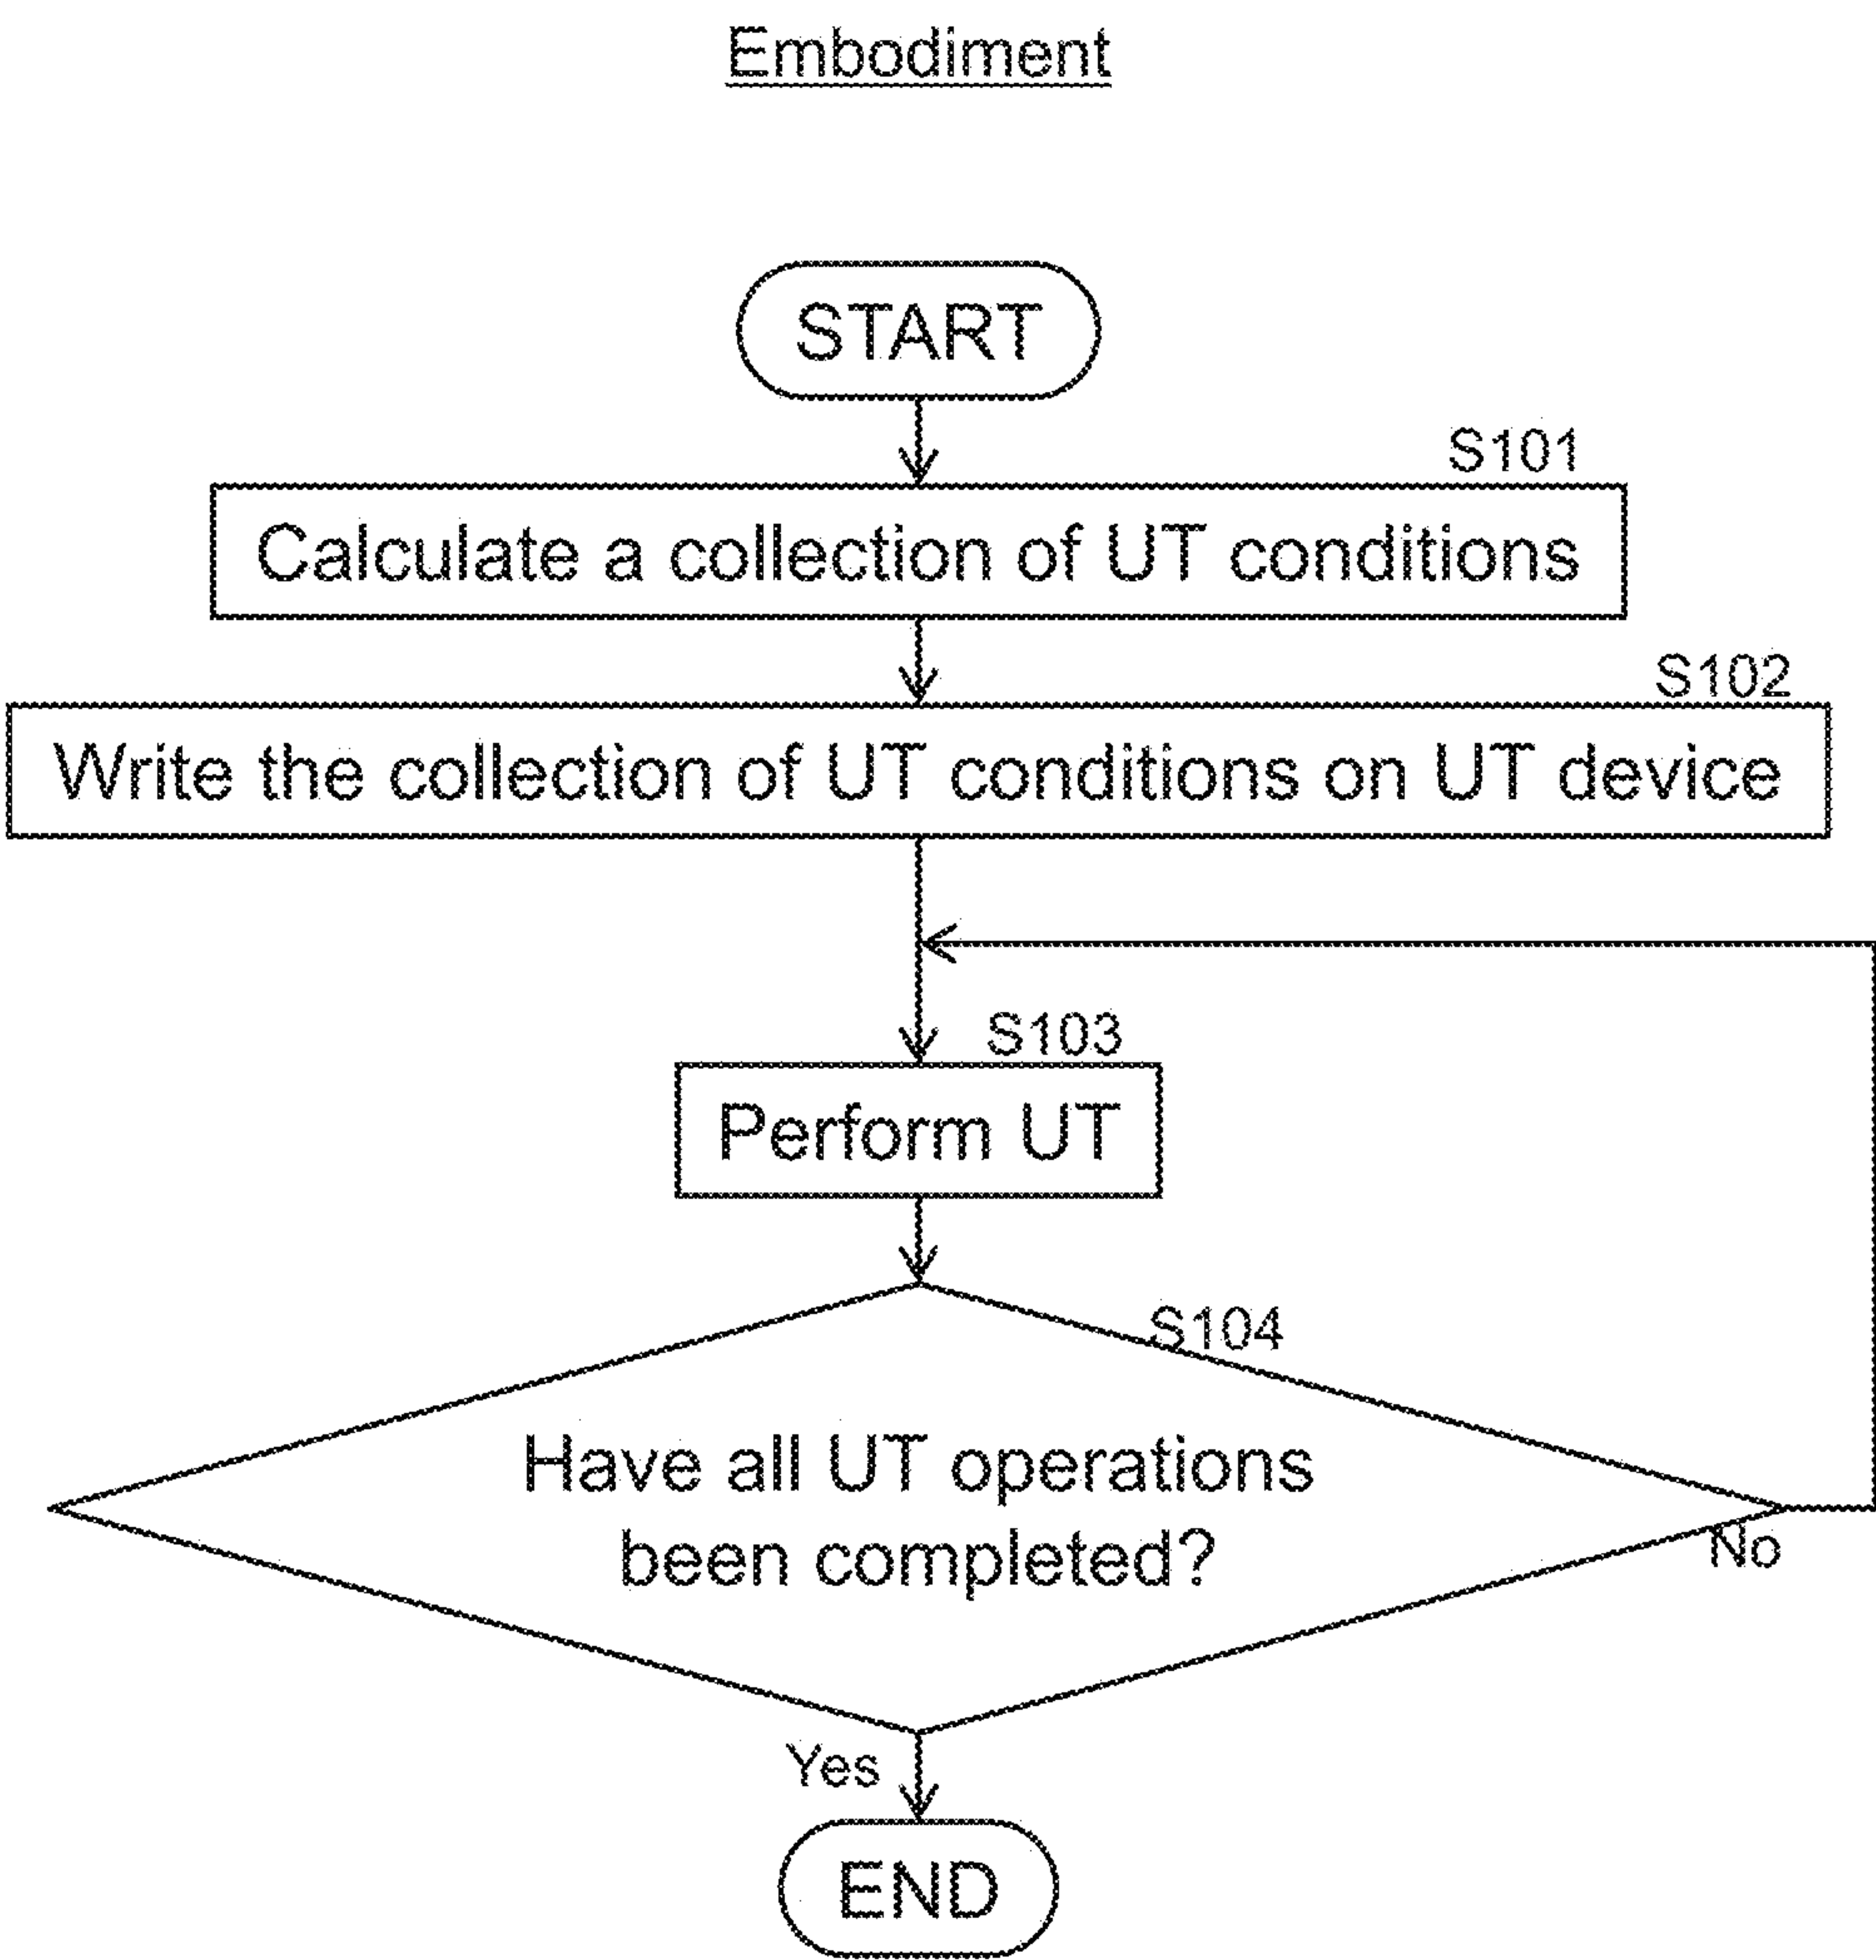 Embodiment
START
S101
Calculate a collection of UT conditions
S102
Write the collection of UT conditions on UT device
S103
Perform UT
S104
Have all UT operations
been completed?
No
Yes
END